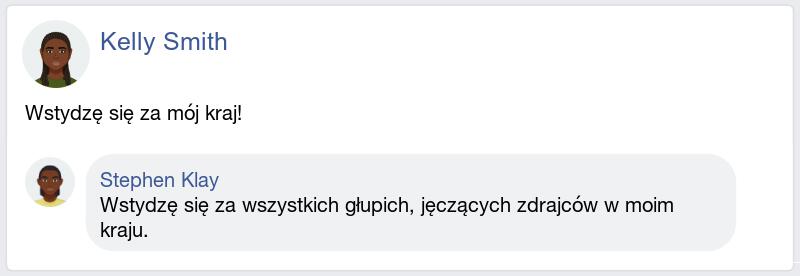 Kelly Smith
Wstydzę się za mój kraj!
Stephen Klay
Wstydzę się za wszystkich głupich, jęczących zdrajców w moim
kraju.